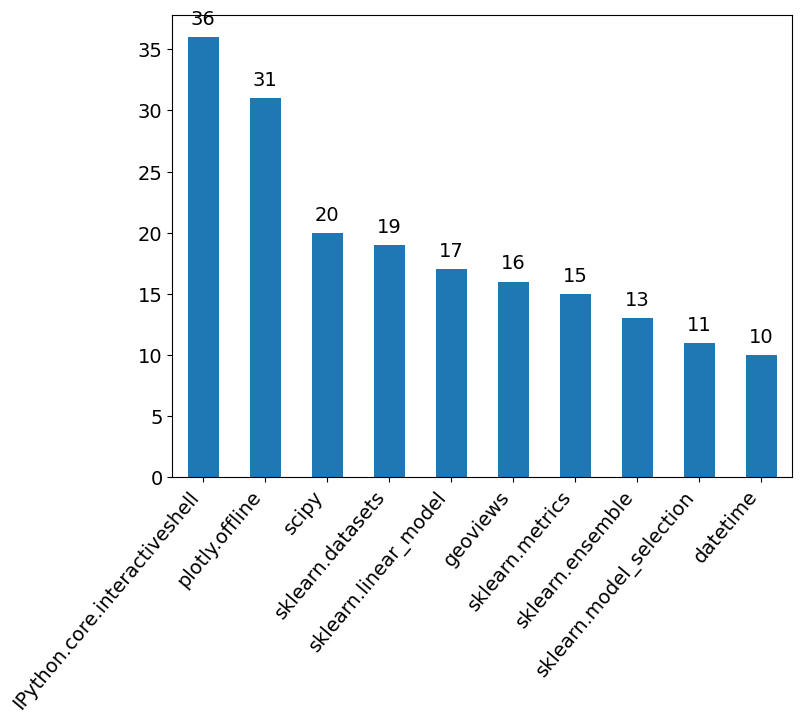 36
31
20
19
17
16
15
13
11
10
35
30
25
20
15
10
5
0
IPython.core.interactiveshell
plotly.offline
scipy
sklearn.datasets
sklearn.linear_model
geoviews
sklearn.metrics
sklearn.ensemble
sklearn.model_selection
datetime